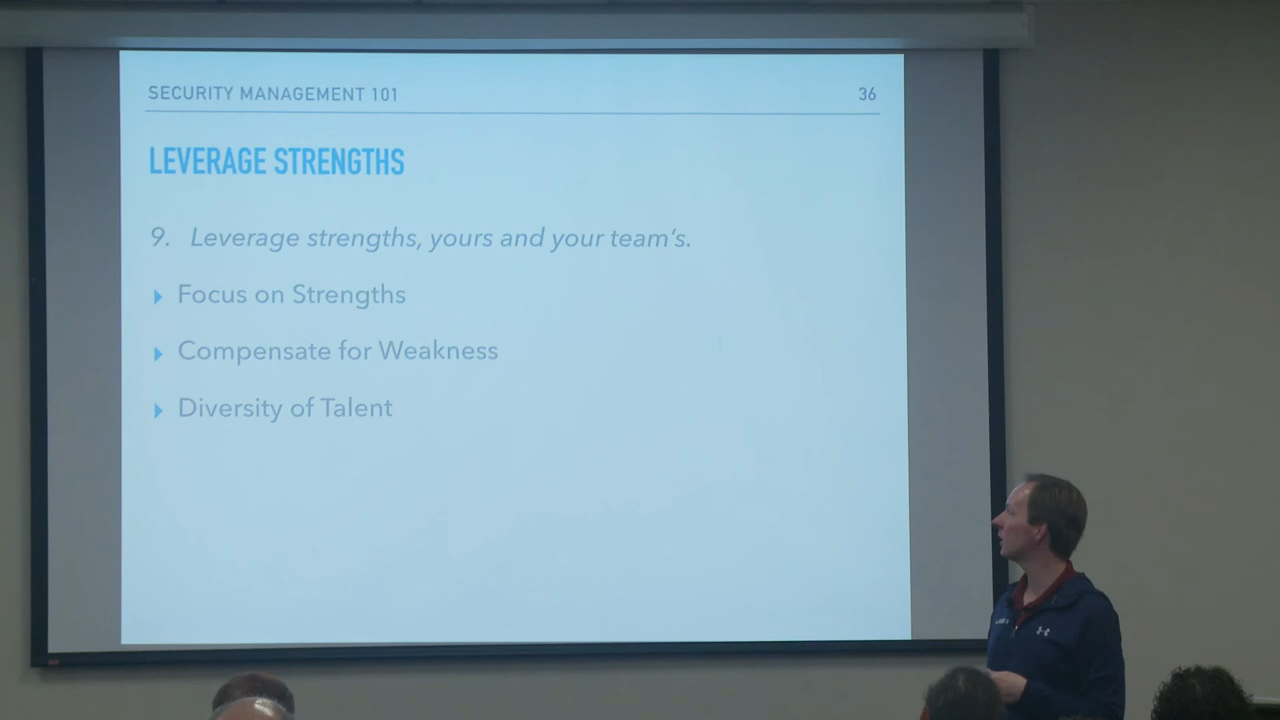 SECURITY MANAGEMENT 101 36
LEVERAGE STRENGTHS
9. Leverage strengths, yours and your team's.
Focus on Strengths
Compensate for Weakness
Diversity of Talent